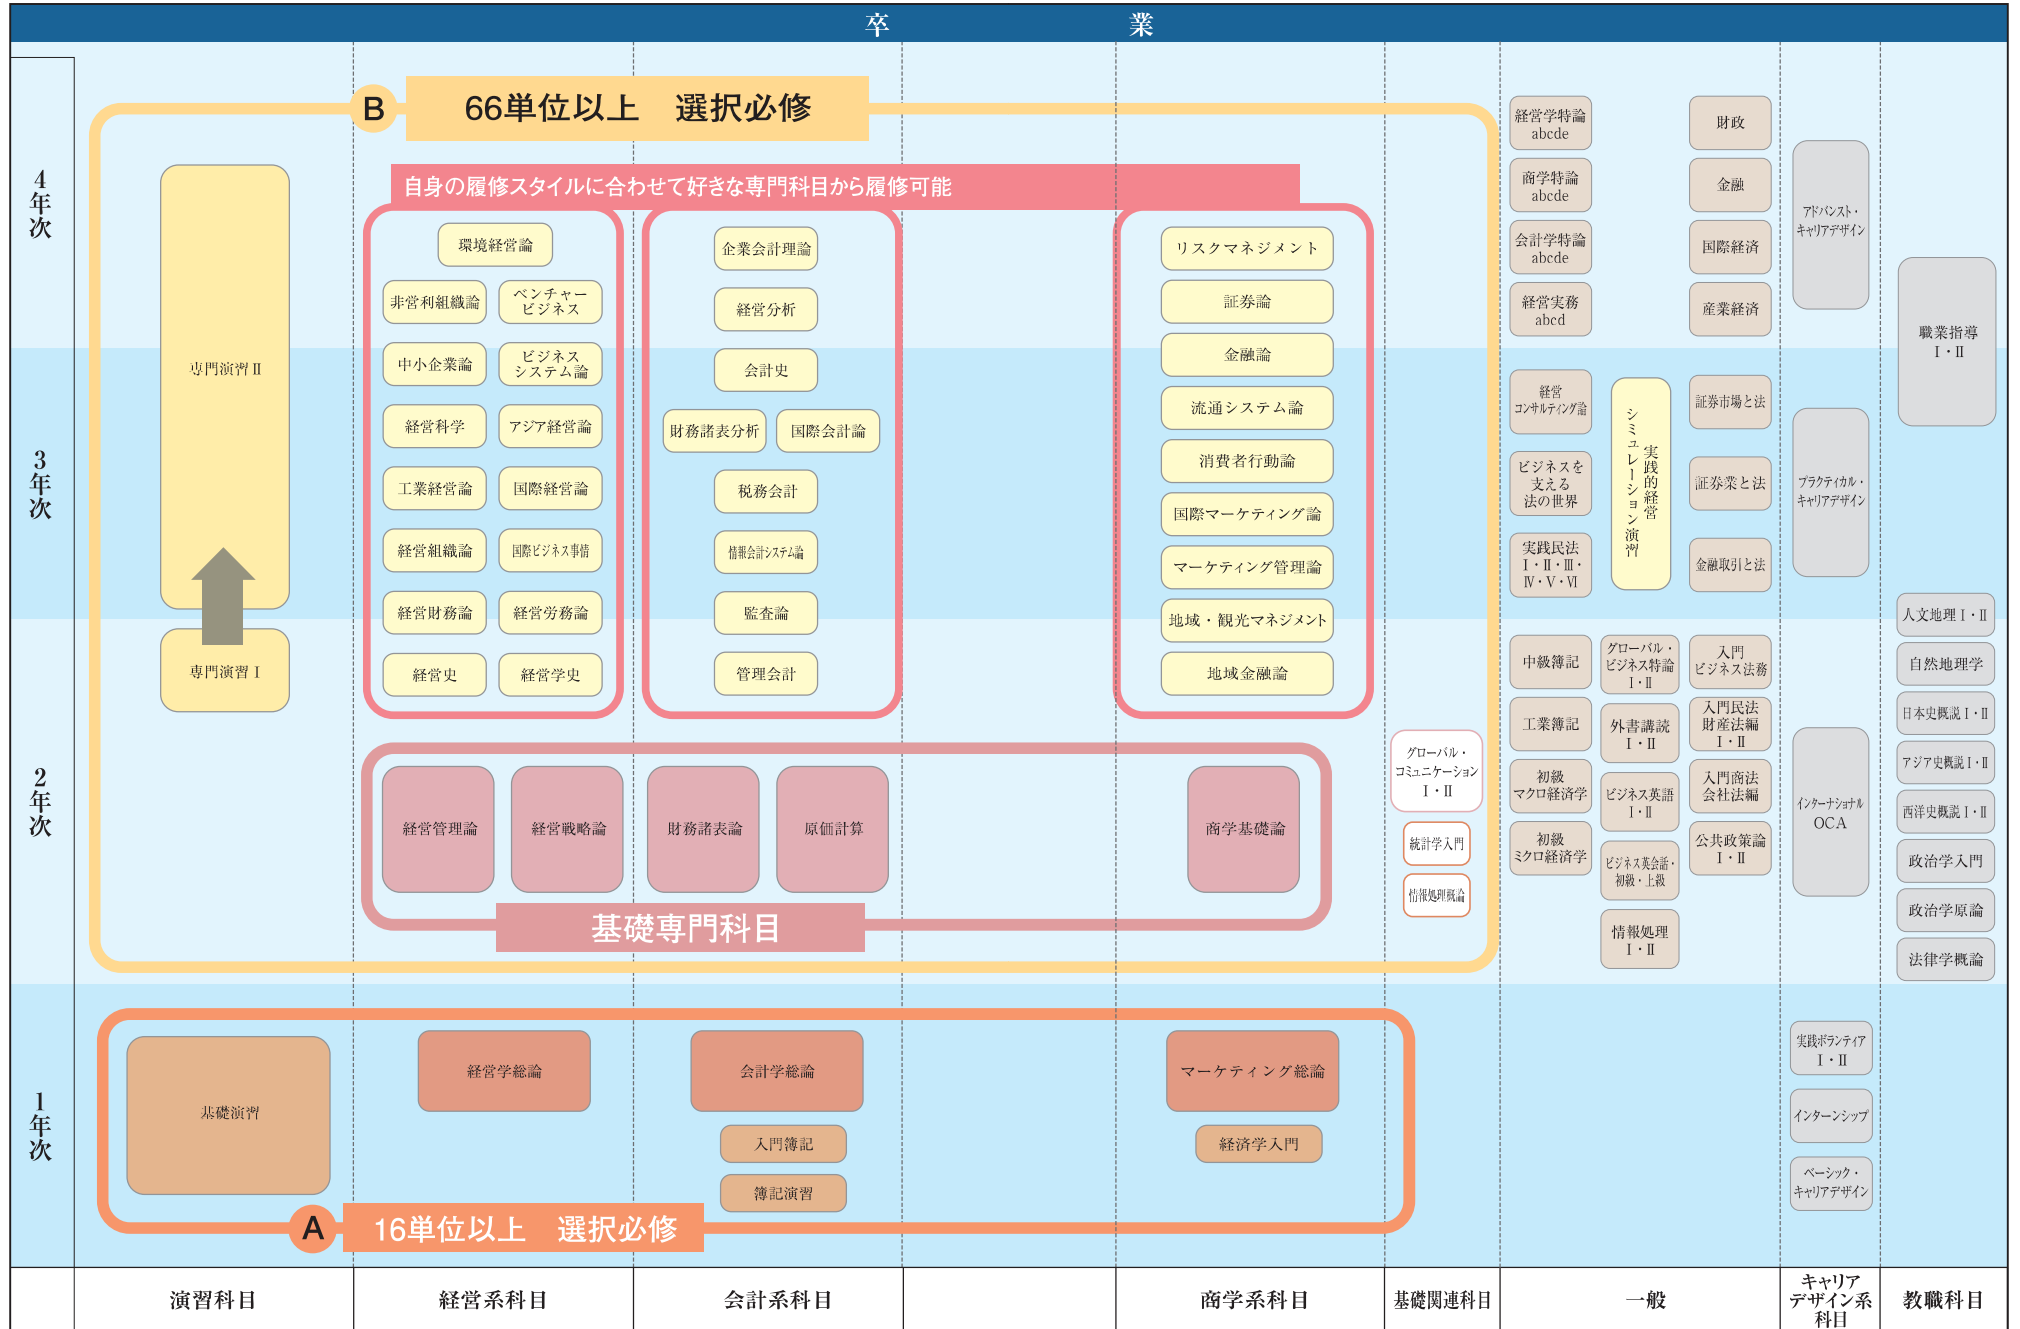 卒 業
B
66単位以上 選択必修
自身の履修スタイルに合わせて好きな専門科目から履修可能
4年次
3年次
2年次
1年次
専門演習Ⅱ
専門演習Ⅰ
環境経営論
非営利組織論
ベンチャー
ビジネス
中小企業論
ビジネス
システム論
経営科学
アジア経営論
工業経営論
国際経営論
経営組織論
国際ビジネス事情
経営財務論
経営労務論
経営史
経営学史
企業会計理論
経営分析
会計史
財務諸表分析
国際会計論
税務会計
情報会計システム論
監査論
管理会計
リスクマネジメント
証券論
金融論
流通システム論
消費者行動論
国際マーケティング論
マーケティング管理論
地域・観光マネジメント
地域金融論
経営管理論
経営戦略論
財務諸表論
原価計算
商学基礎論
基礎専門科目
グローバル・
コミュニケーション
Ⅰ・Ⅱ
統計学入門
情報処理概論
経営学特論
abcde
商学特論
abcde
会計学特論
abcde
経営実務
abcd
財政
金融
国際経済
産業経済
経営
コンサルティング論
ビジネスを
支える
法の世界
実践民法
Ⅰ・Ⅱ・Ⅲ・
Ⅳ・Ⅴ・Ⅵ
実践的経営
シミュレーション演習
証券市場と法
証券業と法
金融取引と法
中級簿記
工業簿記
初級
マクロ経済学
初級
ミクロ経済学
グローバル・
ビジネス特論
Ⅰ・Ⅱ
外書講読
Ⅰ・Ⅱ
ビジネス英語
Ⅰ・Ⅱ
ビジネス英会話・
初級・上級
情報処理
Ⅰ・Ⅱ
入門
ビジネス法務
入門民法
財産法編
Ⅰ・Ⅱ
入門商法
会社法編
公共政策論
Ⅰ・Ⅱ
アドバンスト・
キャリアデザイン
プラクティカル・
キャリアデザイン
インターナショナル
OCA
職業指導
Ⅰ・Ⅱ
人文地理Ⅰ・Ⅱ
自然地理学
日本史概説Ⅰ・Ⅱ
アジア史概説Ⅰ・Ⅱ
西洋史概説Ⅰ・Ⅱ
政治学入門
政治学原論
法律学概論
基礎演習
経営学総論
会計学総論
入門簿記
簿記演習
マーケティング総論
経済学入門
A
16単位以上 選択必修
実践ボランティア
Ⅰ・Ⅱ
インターンシップ
ベーシック・
キャリアデザイン
演習科目
経営系科目
会計系科目
商学系科目
基礎関連科目
一般
キャリア
デザイン系
科目
教職科目